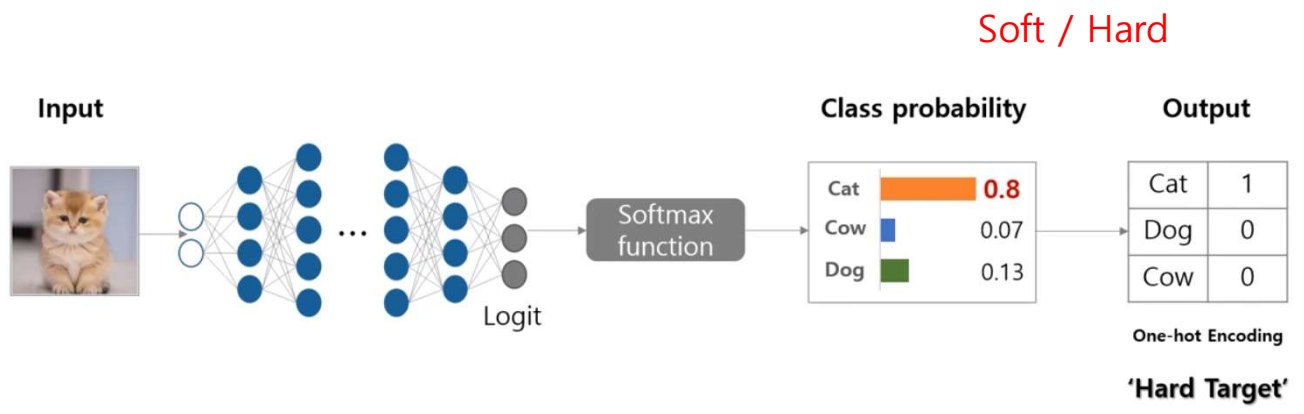 Soft / Hard
Input
Class probability
Output
Cat 0.8
Cow 0.07
Dog 0.13
Softmax
function
Logit
...
Cat 1
Dog 0
Cow 0
One-hot Encoding
'Hard Target'